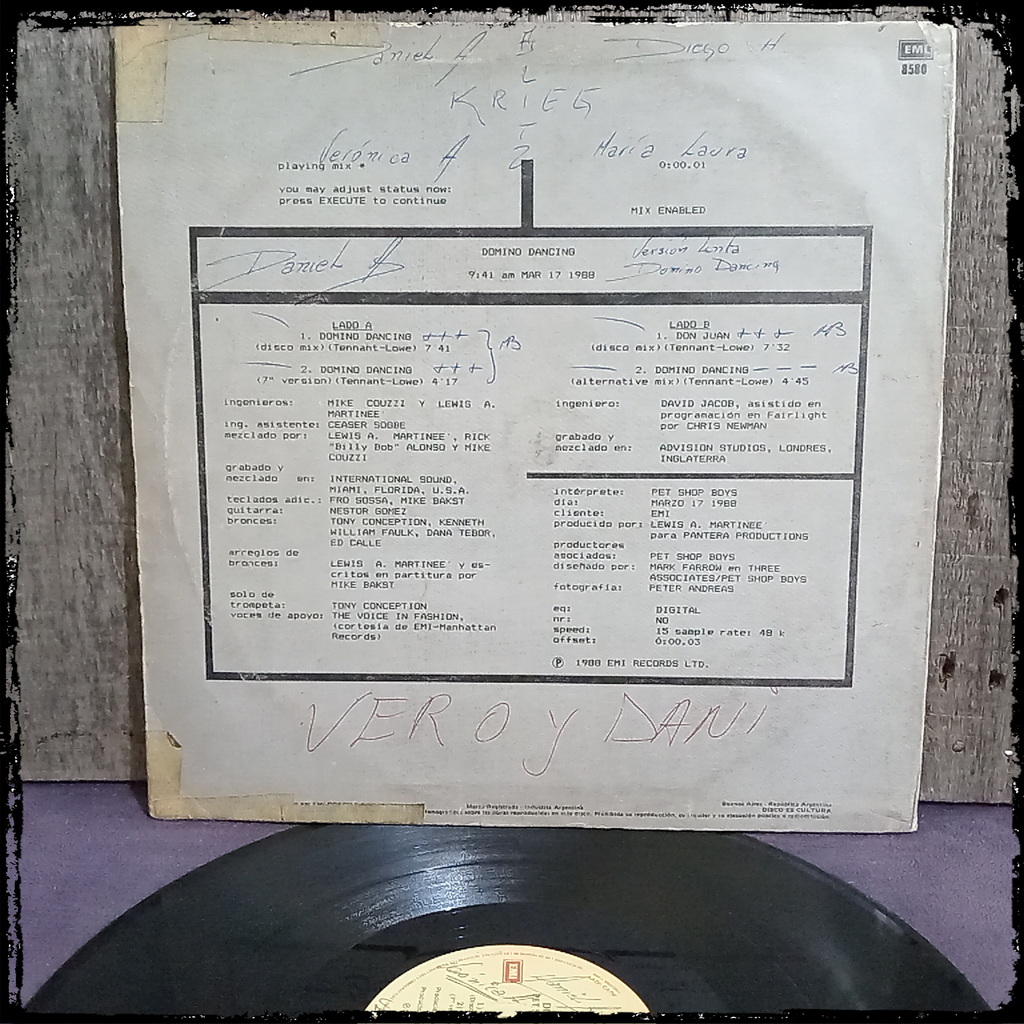 Daniel A
Diego H
EMI
8580
KRIEG
Verónica A
María Laura
playing mix *
0:00.01
you may adjust status now:
press EXECUTE to continue
MIX ENABLED
Daniel
DOMINO DANCING
9:41 am MAR 17 1988
Versión Lenta
Domino Dancing
LADO A
1. DOMINO DANCING +++
(disco mix)(Tennant-Lowe) 7'41
2. DOMINO DANCING +++
(7" version)(Tennant-Lowe) 4'17
MB
ingenieros: MIKE COUZZI Y LEWIS A.
MARTINEE'
ing. asistente: CEASER SOGBE
mezclado por: LEWIS A. MARTINEE', RICK
"Billy Bob" ALONSO Y MIKE
COUZZI
grabado y
mezclado en: INTERNATIONAL SOUND,
MIAMI, FLORIDA, U.S.A.
teclados adic.: FRO SOSSA, MIKE BAKST
guitarra: NESTOR GOMEZ
bronces: TONY CONCEPTION, KENNETH
WILLIAM FAULK, DANA TEBOR,
ED CALLE
arreglos de
bronces: LEWIS A. MARTINEE' y es-
critos en partitura por
MIKE BAKST
solo de
trompeta: TONY CONCEPTION
voces de apoyo: THE VOICE IN FASHION,
(cortesía de EMI-Manhattan
Records)
LADO B
1. DON JUAN +++ MB
(disco mix)(Tennant-Lowe) 7'32
2. DOMINO DANCING - - - MB
(alternative mix)(Tennant-Lowe) 4'45
ingeniero: DAVID JACOB, asistido en
programación en Fairlight
por CHRIS NEWMAN
grabado y
mezclado en: ADVISION STUDIOS, LONDRES,
INGLATERRA
intérprete: PET SHOP BOYS
día: MARZO 17 1988
cliente: EMI
producido por: LEWIS A. MARTINEE'
para PANTERA PRODUCTIONS
productores
asociados: PET SHOP BOYS
diseñado por: MARK FARROW en THREE
ASSOCIATES/PET SHOP BOYS
fotografía: PETER ANDREAS
eq: DIGITAL
nr: NO
speed: 15 sample rate: 48 k
offset: 0:00.03
Ⓟ 1988 EMI RECORDS LTD.
VERO y DANI
Marca Registrada - Industria Argentina
Buenos Aires - República Argentina
DISCO ES CULTURA
EMI